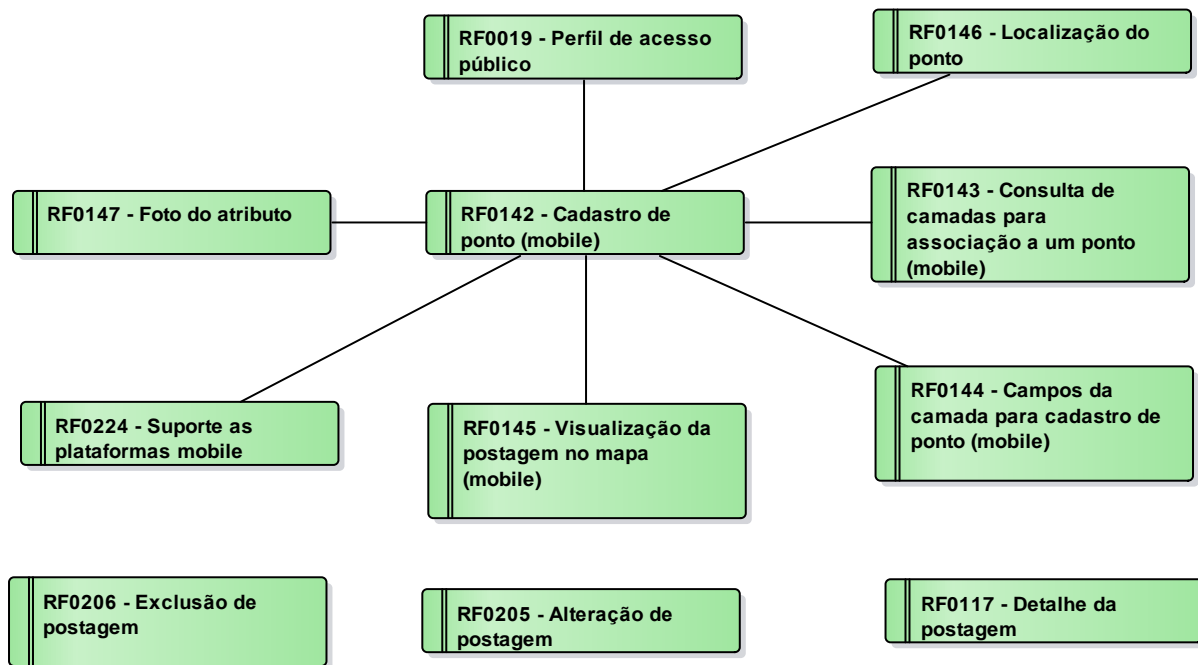 RF0019 - Perfil de acesso
público
RF0146 - Localização do
ponto
RF0147 - Foto do atributo
RF0142 - Cadastro de
ponto (mobile)
RF0143 - Consulta de
camadas para
associação a um ponto
(mobile)
RF0224 - Suporte as
plataformas mobile
RF0145 - Visualização da
postagem no mapa
(mobile)
RF0144 - Campos da
camada para cadastro de
ponto (mobile)
RF0206 - Exclusão de
postagem
RF0205 - Alteração de
postagem
RF0117 - Detalhe da
postagem